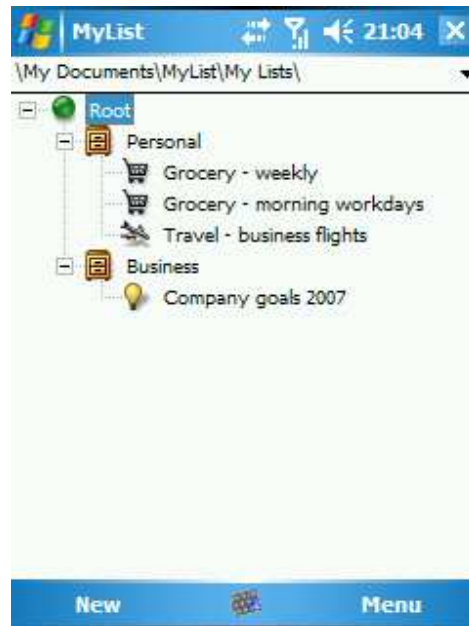 MyList 21:04
\My Documents\MyList\My Lists\
Root
Personal
Grocery - weekly
Grocery - morning workdays
Travel - business flights
Business
Company goals 2007
New Menu